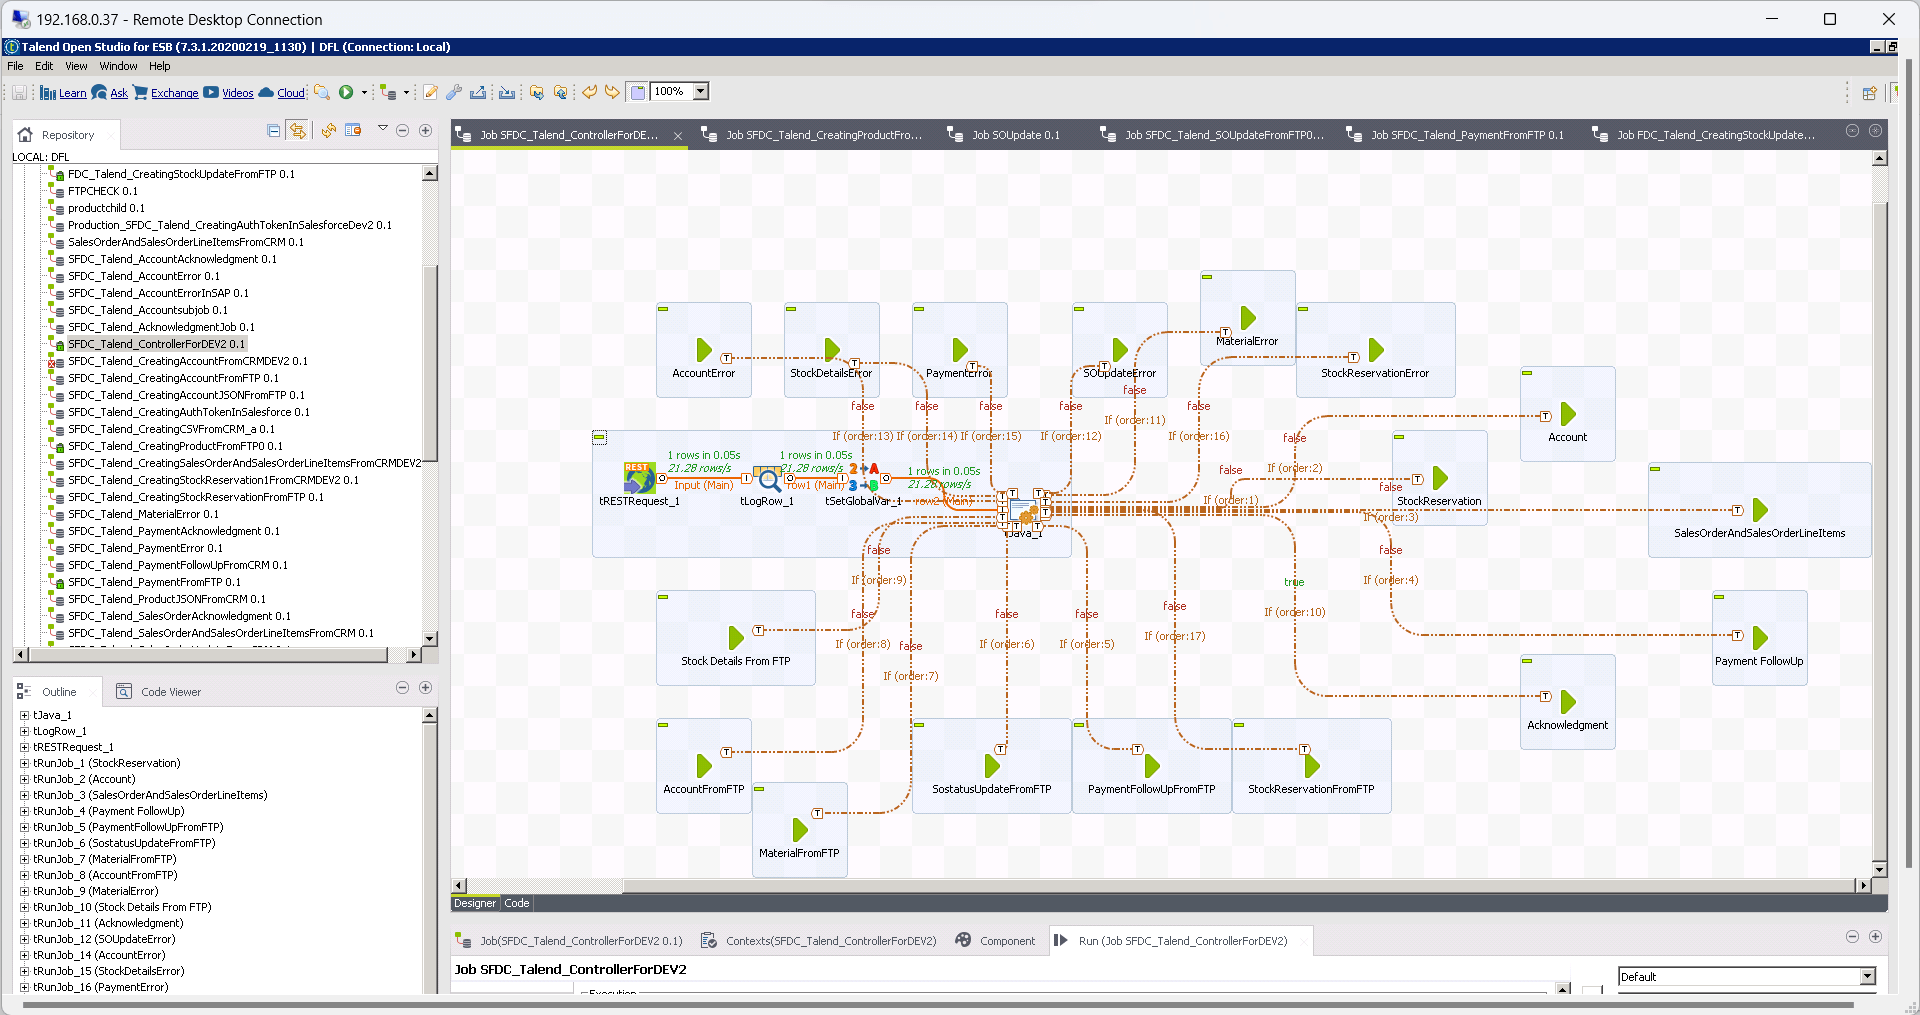 192.168.0.37 - Remote Desktop Connection
Talend Open Studio for ESB (7.3.1.20200219_1130) | DFL (Connection: Local)
File Edit View Window Help
Learn Ask Exchange Videos Cloud 100%
Repository
LOCAL: DFL
FDC_Talend_CreatingStockUpdateFromFTP 0.1
FTPCHECK 0.1
productchild 0.1
Production_SFDC_Talend_CreatingAuthTokenInSalesforceDev2 0.1
SalesOrderAndSalesOrderLineItemsFromCRM 0.1
SFDC_Talend_AccountAcknowledgment 0.1
SFDC_Talend_AccountError 0.1
SFDC_Talend_AccountErrorInSAP 0.1
SFDC_Talend_Accountsubjob 0.1
SFDC_Talend_AcknowledgmentJob 0.1
SFDC_Talend_ControllerForDEV2 0.1
SFDC_Talend_CreatingAccountFromCRMDEV2 0.1
SFDC_Talend_CreatingAccountFromFTP 0.1
SFDC_Talend_CreatingAccountJSONFromFTP 0.1
SFDC_Talend_CreatingAuthTokenInSalesforce 0.1
SFDC_Talend_CreatingCSVFromCRM_a 0.1
SFDC_Talend_CreatingProductFromFTP0 0.1
SFDC_Talend_CreatingSalesOrderAndSalesOrderLineItemsFromCRMDEV2
SFDC_Talend_CreatingStockReservation1FromCRMDEV2 0.1
SFDC_Talend_CreatingStockReservationFromFTP 0.1
SFDC_Talend_MaterialError 0.1
SFDC_Talend_PaymentAcknowledgment 0.1
SFDC_Talend_PaymentError 0.1
SFDC_Talend_PaymentFollowUpFromCRM 0.1
SFDC_Talend_PaymentFromFTP 0.1
SFDC_Talend_ProductJSONFromCRM 0.1
SFDC_Talend_SalesOrderAcknowledgment 0.1
SFDC_Talend_SalesOrderAndSalesOrderLineItemsFromCRM 0.1
Outline Code Viewer
tJava_1
tLogRow_1
tRESTRequest_1
tRunJob_1 (StockReservation)
tRunJob_2 (Account)
tRunJob_3 (SalesOrderAndSalesOrderLineItems)
tRunJob_4 (Payment FollowUp)
tRunJob_5 (PaymentFollowUpFromFTP)
tRunJob_6 (SostatusUpdateFromFTP)
tRunJob_7 (MaterialFromFTP)
tRunJob_8 (AccountFromFTP)
tRunJob_9 (MaterialError)
tRunJob_10 (Stock Details From FTP)
tRunJob_11 (Acknowledgment)
tRunJob_12 (SOUpdateError)
tRunJob_14 (AccountError)
tRunJob_15 (StockDetailsError)
tRunJob_16 (PaymentError)
Job SFDC_Talend_ControllerForDE... Job SFDC_Talend_CreatingProductFro... Job SOUpdate 0.1 Job SFDC_Talend_SOUpdateFromFTP0... Job SFDC_Talend_PaymentFromFTP 0.1 Job FDC_Talend_CreatingStockUpdate...
MaterialError
AccountError StockDetailsError PaymentError SOUpdateError StockReservationError
false
false false false false false
If (order:11)
If (order:13) If (order:14) If (order:15) If (order:12) If (order:16)
false Account
1 rows in 0.05s 1 rows in 0.05s 1 rows in 0.05s
21.28 rows/s 21.28 rows/s 21.28 rows/s
false If (order:2)
REST
2 A
3 B
Input (Main) row1 (Main) row2 (Main)
false
tRESTRequest_1 tLogRow_1 tSetGlobalVar_1 If (order:1) StockReservation
If (order:3)
tJava_1 SalesOrderAndSalesOrderLineItems
false false
If (order:9) true If (order:4)
false false false false If (order:10)
If (order:8) false If (order:6) If (order:5) If (order:17)
Stock Details From FTP Payment FollowUp
If (order:7)
Acknowledgment
AccountFromFTP SostatusUpdateFromFTP PaymentFollowUpFromFTP StockReservationFromFTP
MaterialFromFTP
Designer Code
Job(SFDC_Talend_ControllerForDEV2 0.1) Contexts(SFDC_Talend_ControllerForDEV2) Component Run (Job SFDC_Talend_ControllerForDEV2)
Job SFDC_Talend_ControllerForDEV2
Default
Execution